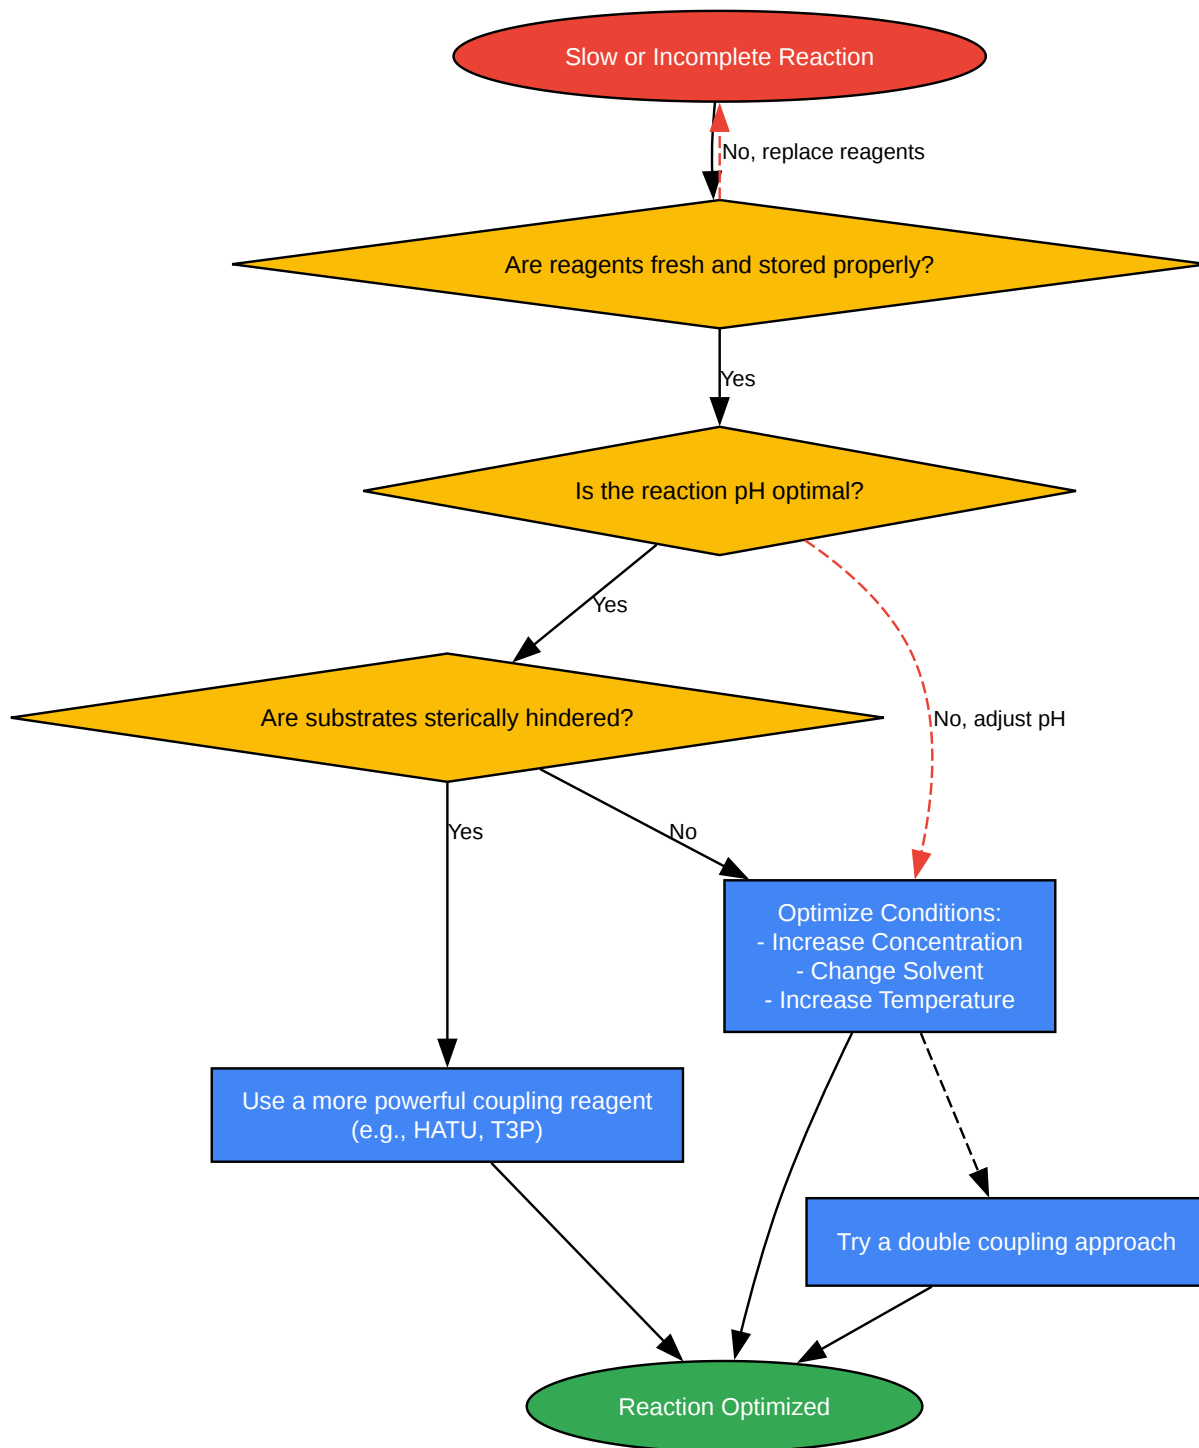 Slow or Incomplete Reaction
No, replace reagents
Are reagents fresh and stored properly?
Yes
Is the reaction pH optimal?
Yes
Are substrates sterically hindered?
No, adjust pH
Yes
No
Optimize Conditions:
- Increase Concentration
- Change Solvent
- Increase Temperature
Use a more powerful coupling reagent
(e.g., HATU, T3P)
Try a double coupling approach
Reaction Optimized